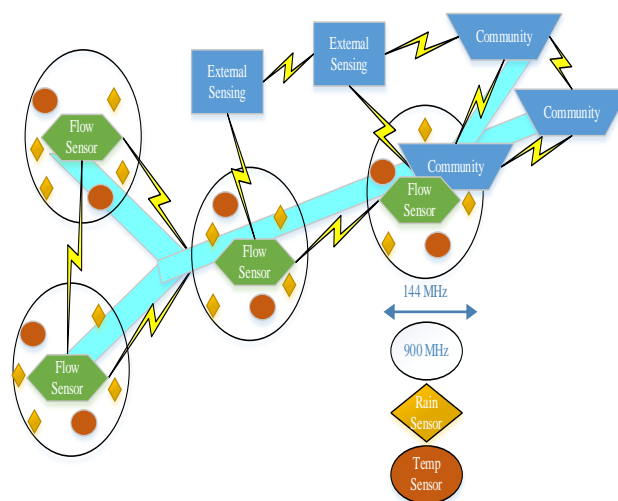 External
Sensing
External
Sensing
Community
Community
Flow
Sensor
Community
Flow
Sensor
Flow
Sensor
144 MHz
900 MHz
Flow
Sensor
Rain
Sensor
Temp
Sensor